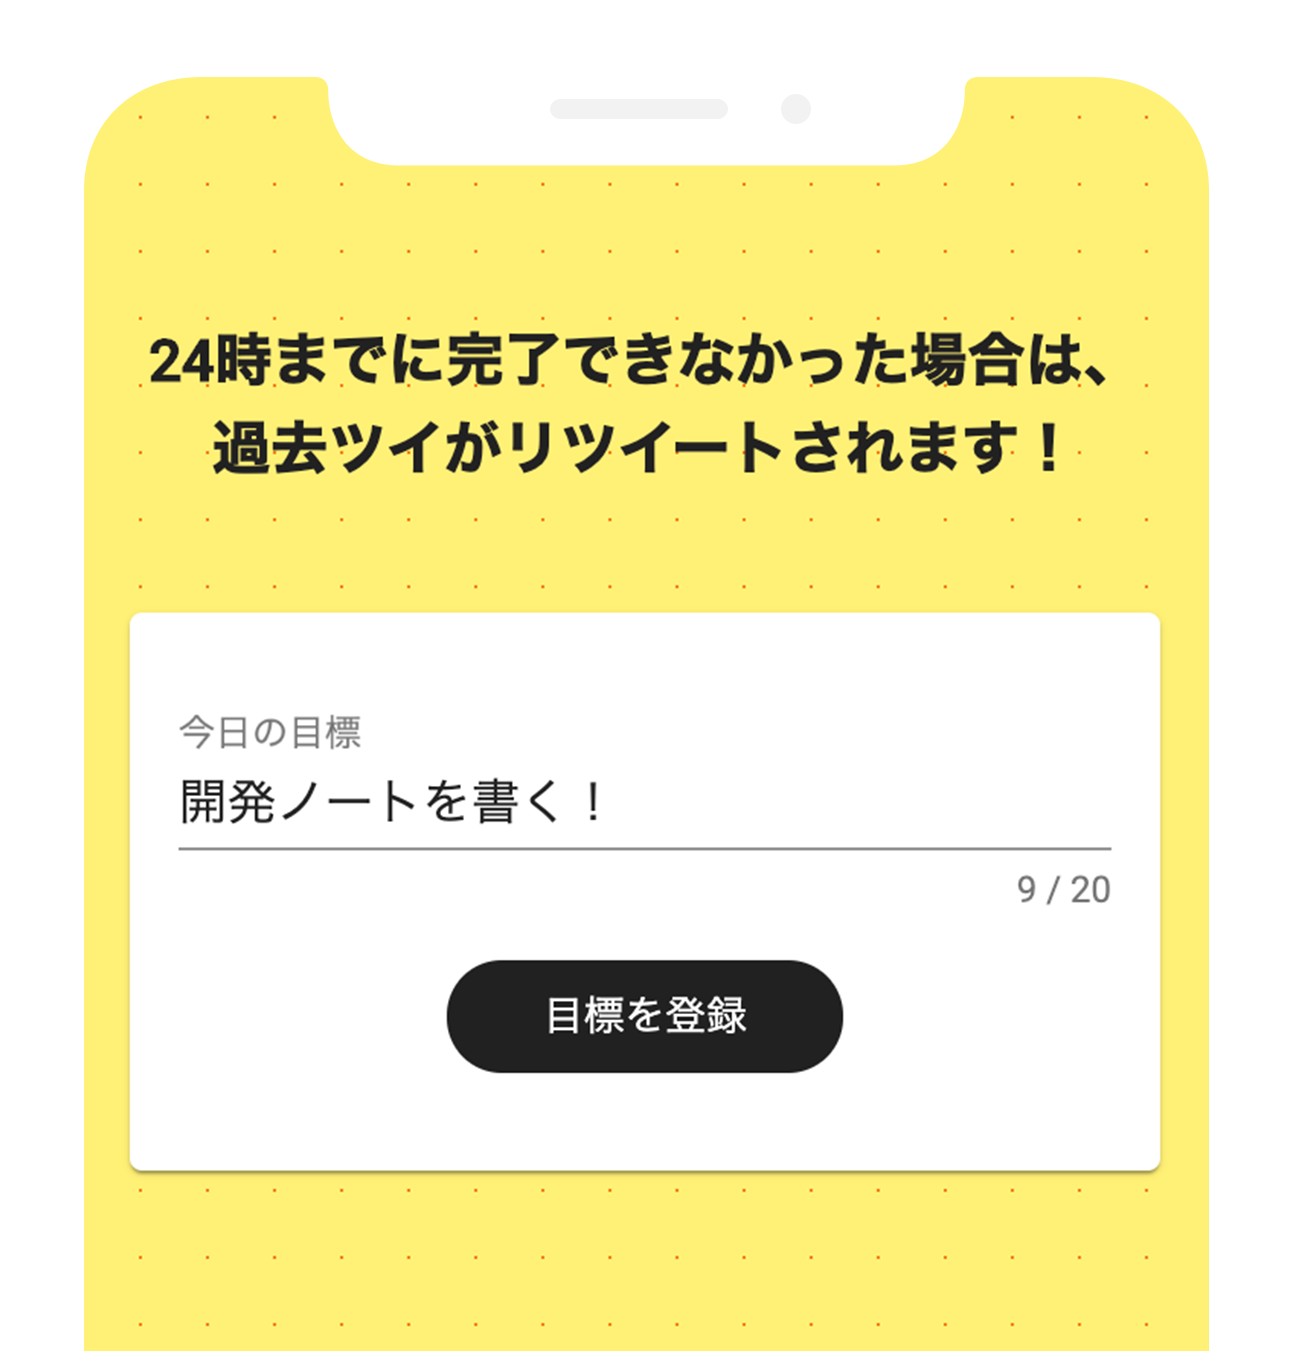 24時までに完了できなかった場合は、
過去ツイがリツイートされます！
今日の目標
開発ノートを書く！
9 / 20
目標を登録